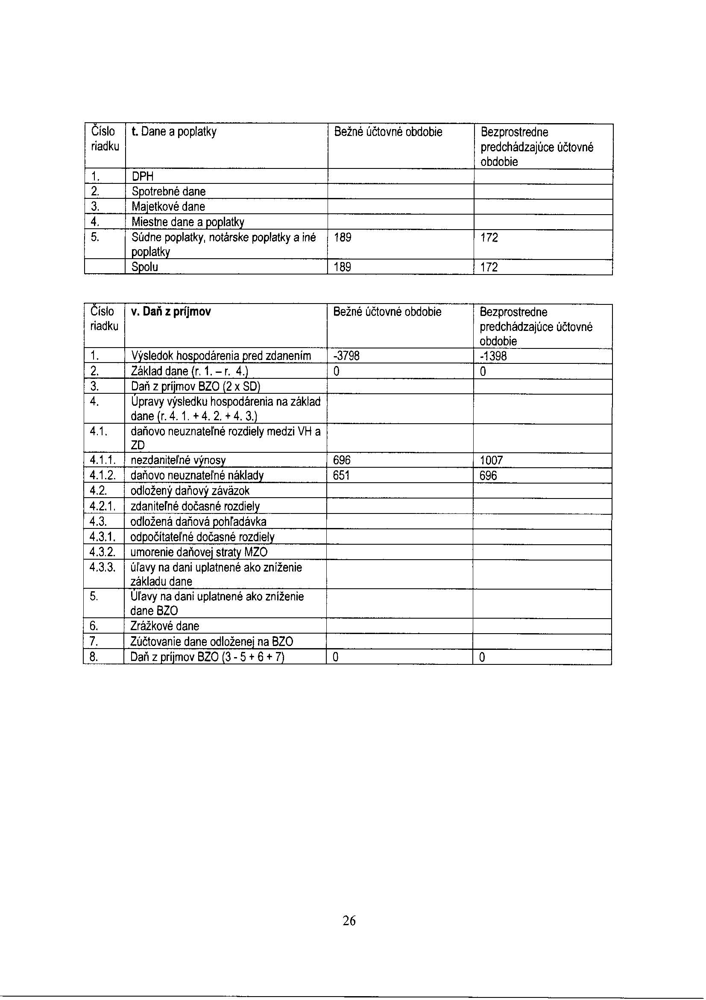 Číslo riadku t. Dane a poplatky Bežné účtovné obdobie Bezprostredne predchádzajúce účtovné obdobie
1. DPH
2. Spotrebné dane
3. Majetkové dane
4. Miestne dane a poplatky
5. Súdne poplatky, notárske poplatky a iné poplatky 189 172
Spolu 189 172
Číslo riadku v. Daň z príjmov Bežné účtovné obdobie Bezprostredne predchádzajúce účtovné obdobie
1. Výsledok hospodárenia pred zdanením -3798 -1398
2. Základ dane (r. 1. – r. 4.) 0 0
3. Daň z príjmov BZO (2 x SD)
4. Úpravy výsledku hospodárenia na základ dane (r. 4. 1. + 4. 2. + 4. 3.)
4.1. daňovo neuznateľné rozdiely medzi VH a ZD
4.1.1. nezdaniteľné výnosy 696 1007
4.1.2. daňovo neuznateľné náklady 651 696
4.2. odložený daňový záväzok
4.2.1. zdaniteľné dočasné rozdiely
4.3. odložená daňová pohľadávka
4.3.1. odpočítateľné dočasné rozdiely
4.3.2. umorenie daňovej straty MZO
4.3.3. úľavy na dani uplatnené ako zníženie základu dane
5. Úľavy na dani uplatnené ako zníženie dane BZO
6. Zrážkové dane
7. Zúčtovanie dane odloženej na BZO
8. Daň z príjmov BZO (3 - 5 + 6 + 7) 0 0
26